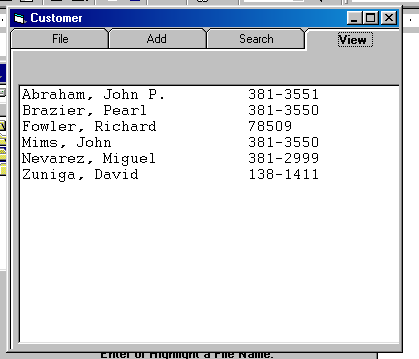 Customer
File Add Search View
Abraham, John P. 381-3551
Brazier, Pearl 381-3550
Fowler, Richard 78509
Mims, John 381-3550
Nevarez, Miguel 381-2999
Zuniga, David 138-1411
Enter or Highlight a File Name.